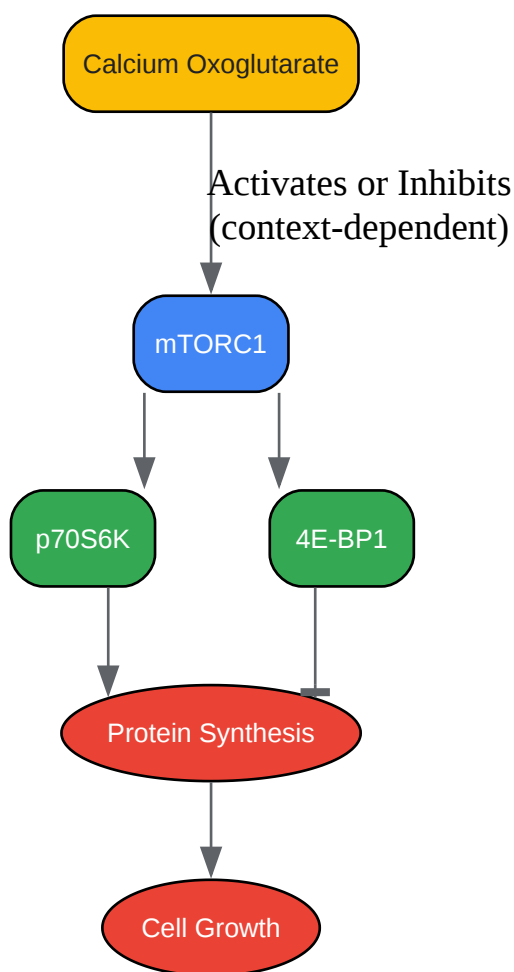 Calcium Oxoglutarate
Activates or Inhibits
(context-dependent)
mTORC1
p70S6K
4E-BP1
Protein Synthesis
Cell Growth